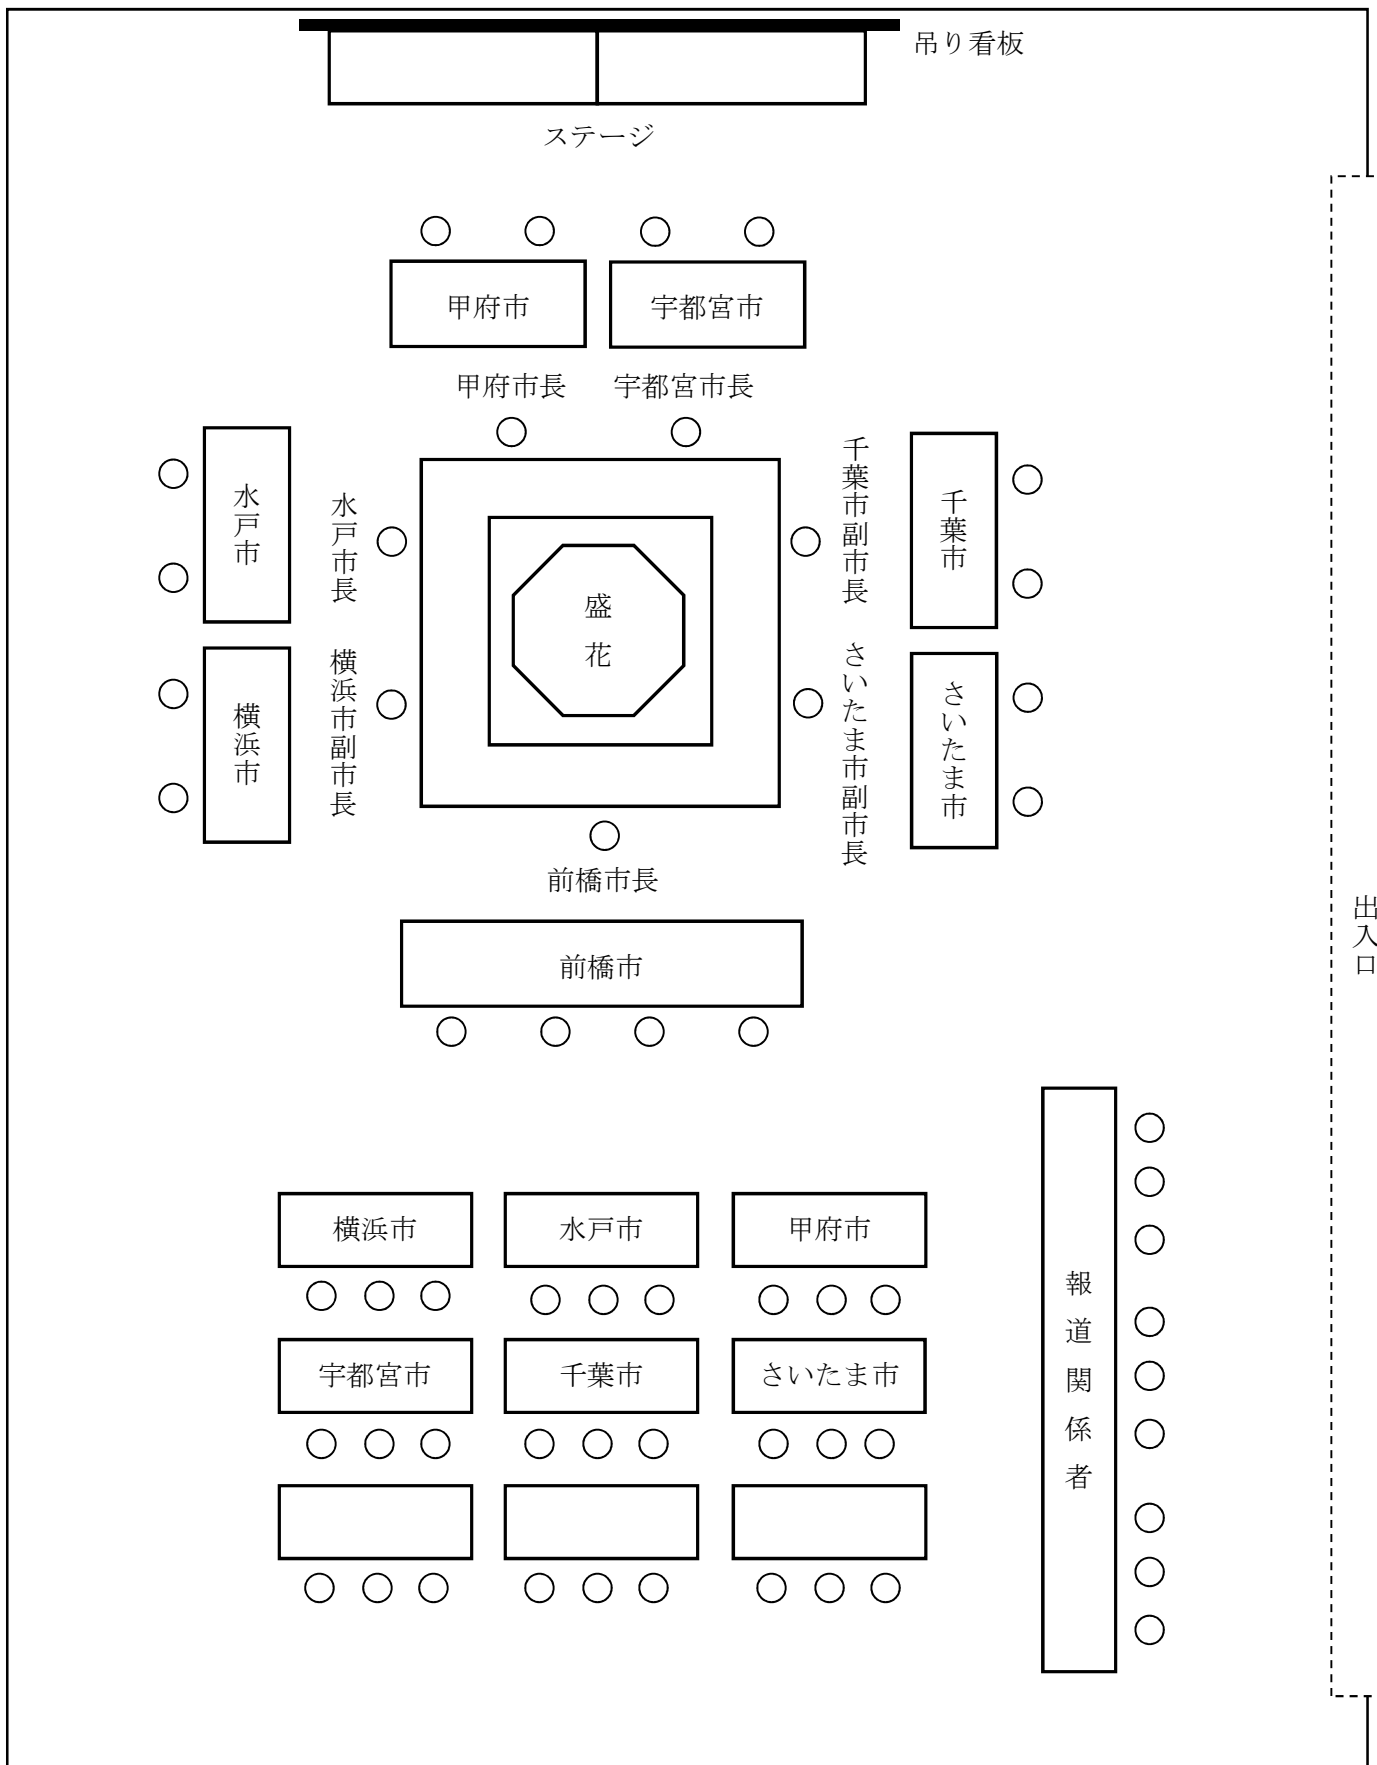 吊り看板
ステージ
甲府市
宇都宮市
甲府市長
宇都宮市長
水戸市
水戸市長
千葉市副市長
千葉市
盛花
横浜市
横浜市副市長
さいたま市副市長
さいたま市
前橋市長
前橋市
出入口
横浜市
水戸市
甲府市
宇都宮市
千葉市
さいたま市
報道関係者